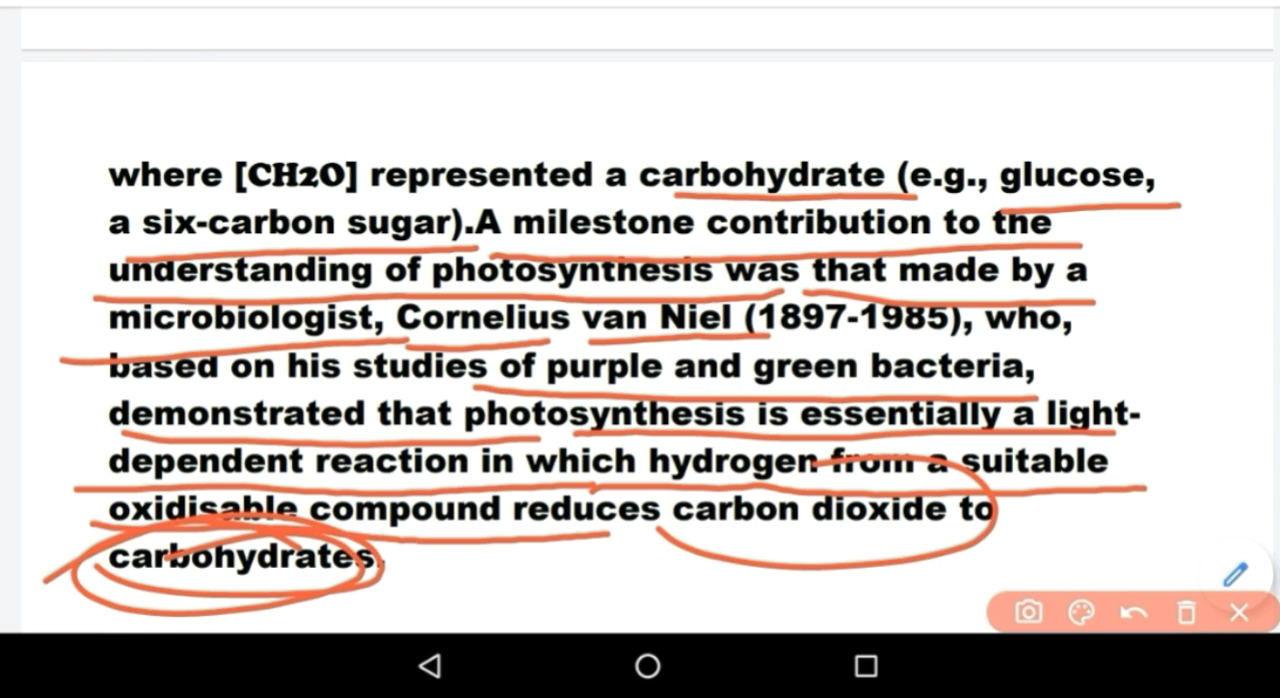 where [CH2O] represented a carbohydrate (e.g., glucose,
a six-carbon sugar).A milestone contribution to the
understanding of photosynthesis was that made by a
microbiologist, Cornelius van Niel (1897-1985), who,
based on his studies of purple and green bacteria,
demonstrated that photosynthesis is essentially a light-
dependent reaction in which hydrogen from a suitable
oxidisable compound reduces carbon dioxide to
carbohydrates.